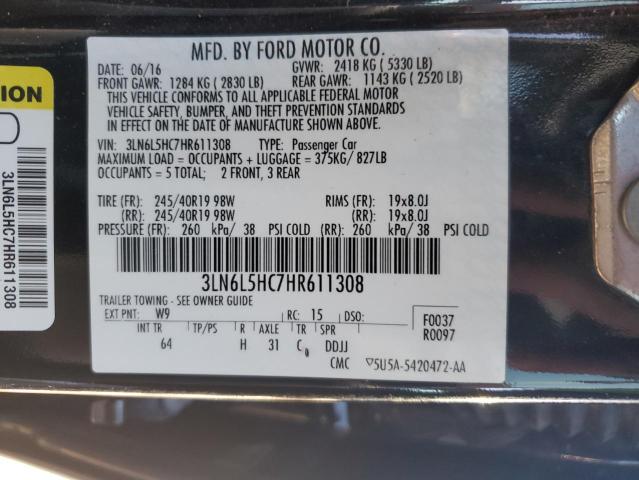 MFD. BY FORD MOTOR CO.
DATE: 06/16 GVWR: 2418 KG ( 5330 LB)
FRONT GAWR: 1284 KG ( 2830 LB) REAR GAWR: 1143 KG ( 2520 LB)
THIS VEHICLE CONFORMS TO ALL APPLICABLE FEDERAL MOTOR
VEHICLE SAFETY, BUMPER, AND THEFT PREVENTION STANDARDS
IN EFFECT ON THE DATE OF MANUFACTURE SHOWN ABOVE.
VIN: 3LN6L5HC7HR611308 TYPE: Passenger Car
MAXIMUM LOAD = OCCUPANTS + LUGGAGE = 375KG/ 827LB
OCCUPANTS = 5 TOTAL; 2 FRONT, 3 REAR
TIRE (FR): 245/40R19 98W RIMS (FR): 19x8.0J
(RR): 245/40R19 98W (RR): 19x8.0J
PRESSURE (FR): 260 kPa/ 38 PSI COLD (RR): 260 kPa/ 38 PSI COLD
3LN6L5HC7HR611308
TRAILER TOWING - SEE OWNER GUIDE
EXT PNT: W9 RC: 15 DSO: F0037
R0097
INT TR TP/PS R AXLE TR SPR
64 H 31 C DDJJ
CMC ▽5U5A-5420472-AA
3LN6L5HC7HR611308